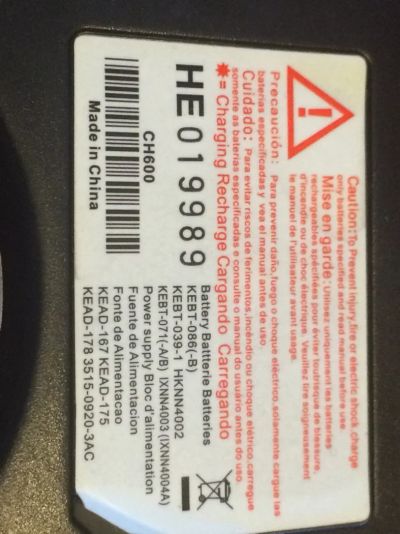 Caution: To Prevent injury, fire or electric shock, charge
only batteries specified and read manual before use
Mise en garde: Utilisez uniquement les batteries
rechargeables spécifiées pour éviter tout risque de blessure,
d'incendie ou de choc électrique. Veuillez lire soigneusement
le manuel de l'utilisateur avant usage.
Precaución: Para prevenir daño, fuego o choque eléctrico, solamente cargue las
baterias especificadas y vea el manual antes de uso
Cuidado: Para evitar riscos de ferimentos, incêndio ou choque elétrico, carregue
somente as baterias especificadas e consulte o manual do usuário antes do uso.
*= Charging Recharge Cargando Carregando
HE019989
CH600
Made in China
Battery Battterie Batteries
KEBT-086(-B)
KEBT-039-1 HKNN4002
KEBT-071(A/B) IXNN4003 (IXNN4004A)
Power supply Bloc d'alimentation
Fuente de Alimentacion
Fonte de Alimentacao
KEAD-167 KEAD-175
KEAD-178 3515-0920-3AC